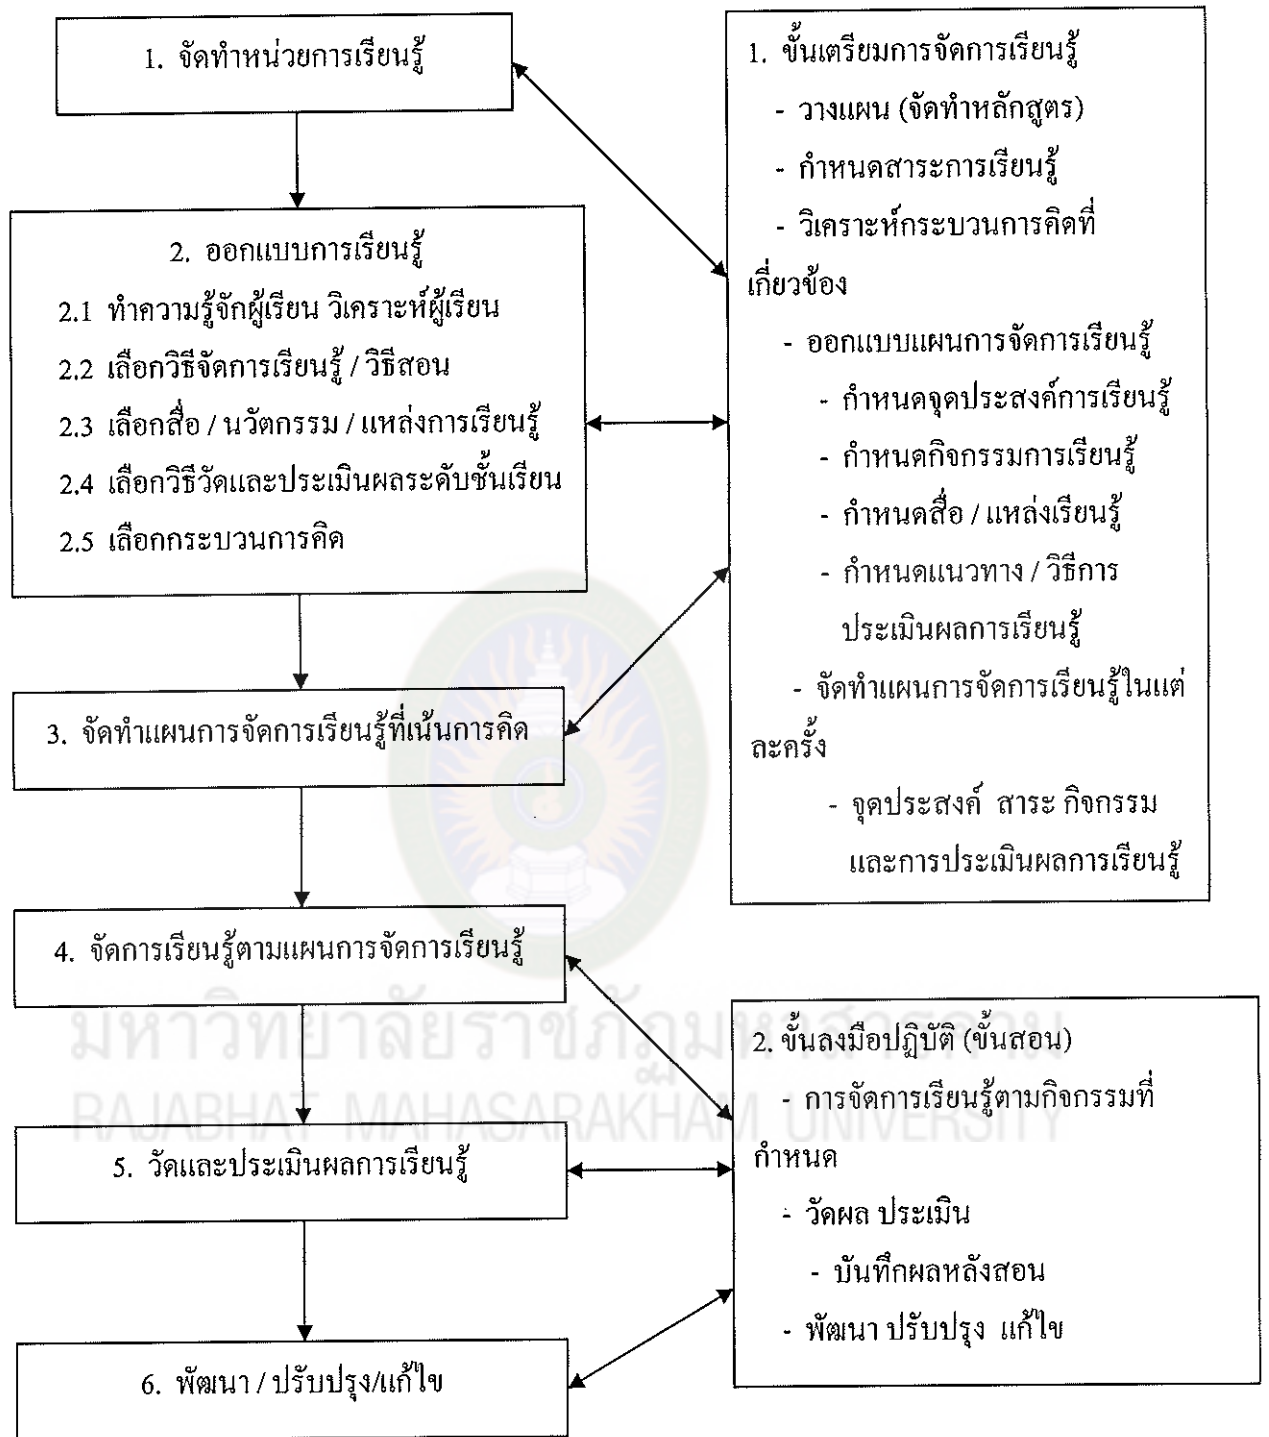 1. จัดทำหน่วยการเรียนรู้
2. ออกแบบการเรียนรู้
2.1 ทำความรู้จักผู้เรียน วิเคราะห์ผู้เรียน
2.2 เลือกวิธีจัดการเรียนรู้ / วิธีสอน
2.3 เลือกสื่อ / นวัตกรรม / แหล่งการเรียนรู้
2.4 เลือกวิธีวัดและประเมินผลระดับชั้นเรียน
2.5 เลือกกระบวนการคิด
3. จัดทำแผนการจัดการเรียนรู้ที่เน้นการคิด
4. จัดการเรียนรู้ตามแผนการจัดการเรียนรู้
5. วัดและประเมินผลการเรียนรู้
6. พัฒนา / ปรับปรุง/แก้ไข
1. ขั้นเตรียมการจัดการเรียนรู้
- วางแผน (จัดทำหลักสูตร)
- กำหนดสาระการเรียนรู้
- วิเคราะห์กระบวนการคิดที่
เกี่ยวข้อง
- ออกแบบแผนการจัดการเรียนรู้
- กำหนดจุดประสงค์การเรียนรู้
- กำหนดกิจกรรมการเรียนรู้
- กำหนดสื่อ / แหล่งเรียนรู้
- กำหนดแนวทาง / วิธีการ
ประเมินผลการเรียนรู้
- จัดทำแผนการจัดการเรียนรู้ในแต่
ละครั้ง
- จุดประสงค์ สาระ กิจกรรม
และการประเมินผลการเรียนรู้
2. ขั้นลงมือปฏิบัติ (ขั้นสอน)
- การจัดการเรียนรู้ตามกิจกรรมที่
กำหนด
- วัดผล ประเมิน
- บันทึกผลหลังสอน
- พัฒนา ปรับปรุง แก้ไข
มหาวิทยาลัยราชภัฏมหาสารคาม
RAJABHAT MAHASARAKHAM UNIVERSITY